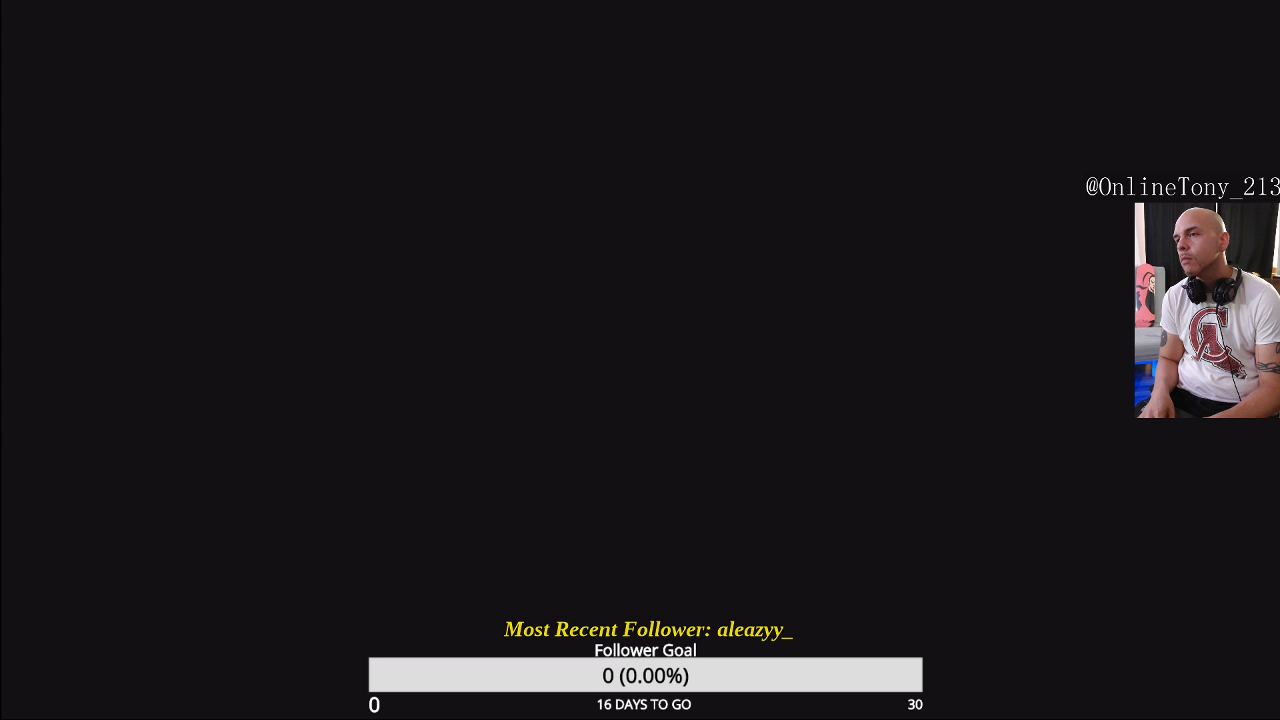 @OnlineTony_213
Most Recent Follower: aleazyy_
Follower Goal
0 (0.00%)
0 16 DAYS TO GO 30